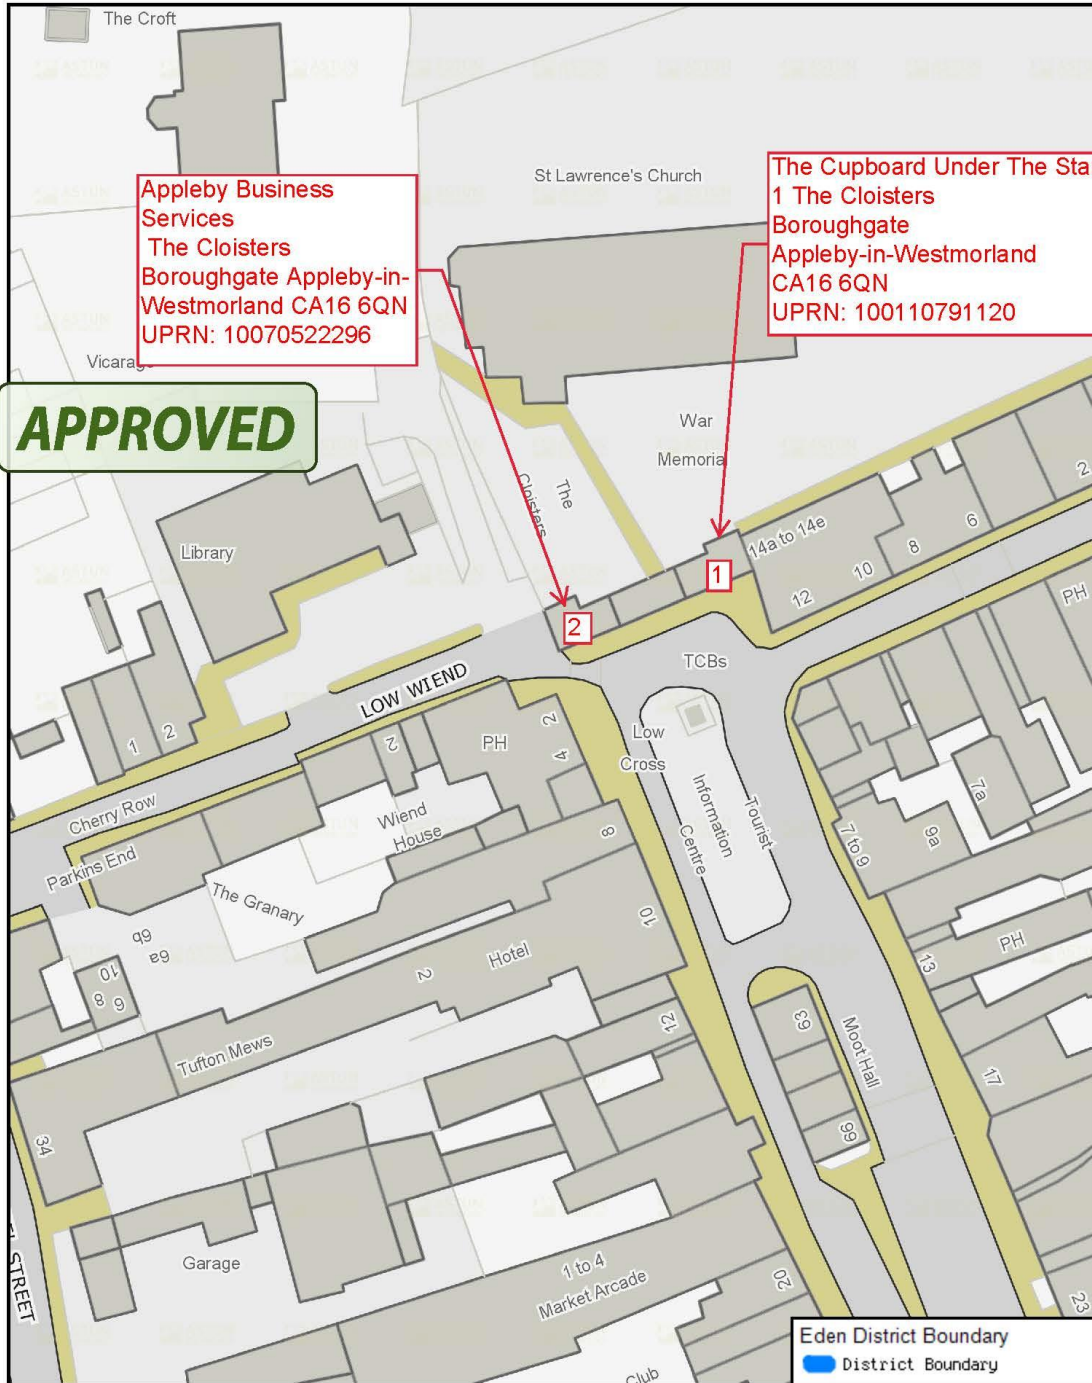 The Croft
St Lawrence's Church
Appleby Business
Services
The Cloisters
Boroughgate Appleby-in-
Westmorland CA16 6QN
UPRN: 10070522296
The Cupboard Under The Sta
1 The Cloisters
Boroughgate
Appleby-in-Westmorland
CA16 6QN
UPRN: 100110791120
Vicarage
APPROVED
War
Memorial
The
Cloisters
Library
14a to 14e
12
10
8
6
2
1
2
PH
TCBs
LOW WIEND
1
2
2
PH
2
4
Low
Cross
Cherry Row
Wiend
House
Parkins End
The Granary
8
Tourist
Information
Centre
7a
7 to 9
9a
6b
6a
10
8
6
10
2
Hotel
13
PH
12
63
Moot Hall
Tufton Mews
17
66
34
STREET
Garage
1 to 4
Market Arcade
20
23
Club
Eden District Boundary
District Boundary